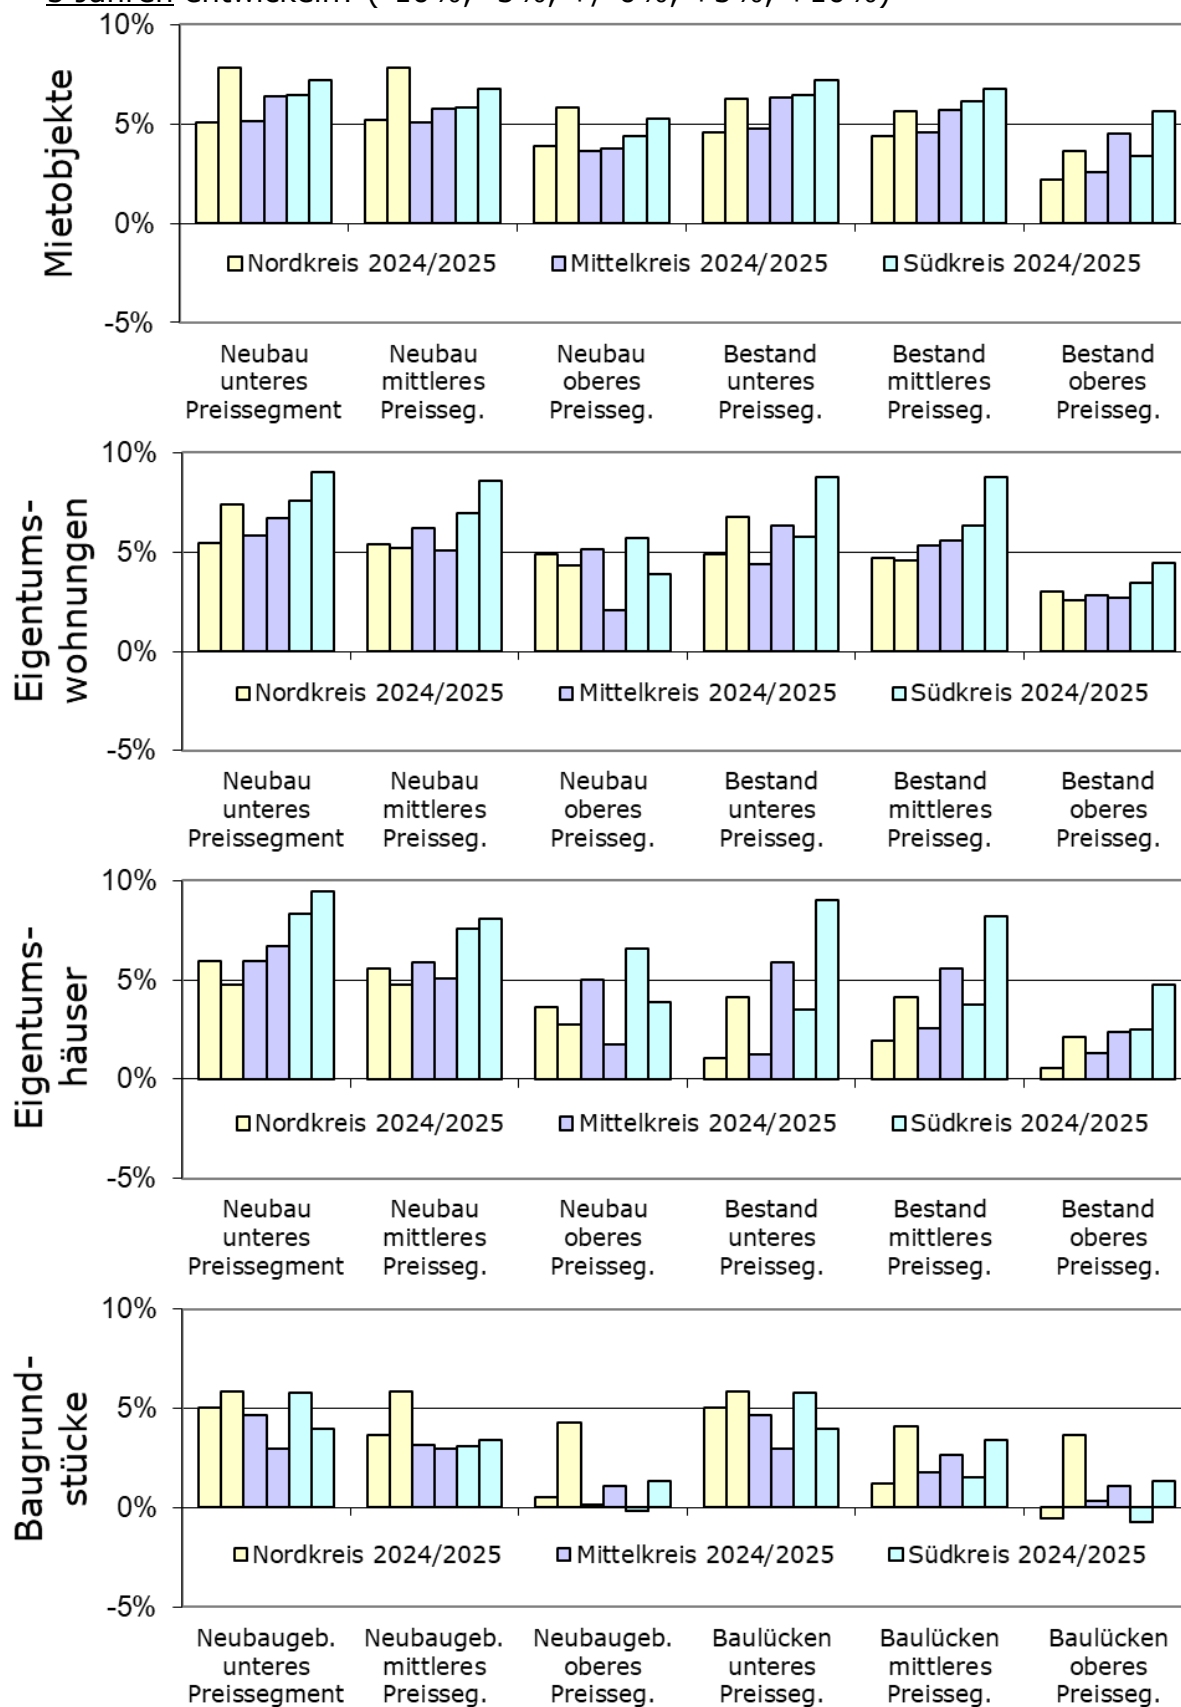 5 Jahren entwickeln? (-10%, -5%, +/-0%, +5%, +10%)
10%
5%
0%
-5%
Mietobjekte
Nordkreis 2024/2025 Mittelkreis 2024/2025 Südkreis 2024/2025
Neubau Neubau Neubau Bestand Bestand Bestand
unteres mittleres oberes unteres mittleres oberes
Preissegment Preisseg. Preisseg. Preisseg. Preisseg. Preisseg.
10%
5%
0%
-5%
Eigentums-
wohnungen
Nordkreis 2024/2025 Mittelkreis 2024/2025 Südkreis 2024/2025
Neubau Neubau Neubau Bestand Bestand Bestand
unteres mittleres oberes unteres mittleres oberes
Preissegment Preisseg. Preisseg. Preisseg. Preisseg. Preisseg.
10%
5%
0%
-5%
Eigentums-
häuser
Nordkreis 2024/2025 Mittelkreis 2024/2025 Südkreis 2024/2025
Neubau Neubau Neubau Bestand Bestand Bestand
unteres mittleres oberes unteres mittleres oberes
Preissegment Preisseg. Preisseg. Preisseg. Preisseg. Preisseg.
10%
5%
0%
-5%
Baugrund-
stücke
Nordkreis 2024/2025 Mittelkreis 2024/2025 Südkreis 2024/2025
Neubaugeb. Neubaugeb. Neubaugeb. Baulücken Baulücken Baulücken
unteres mittleres oberes unteres mittleres oberes
Preissegment Preisseg. Preisseg. Preisseg. Preisseg. Preisseg.